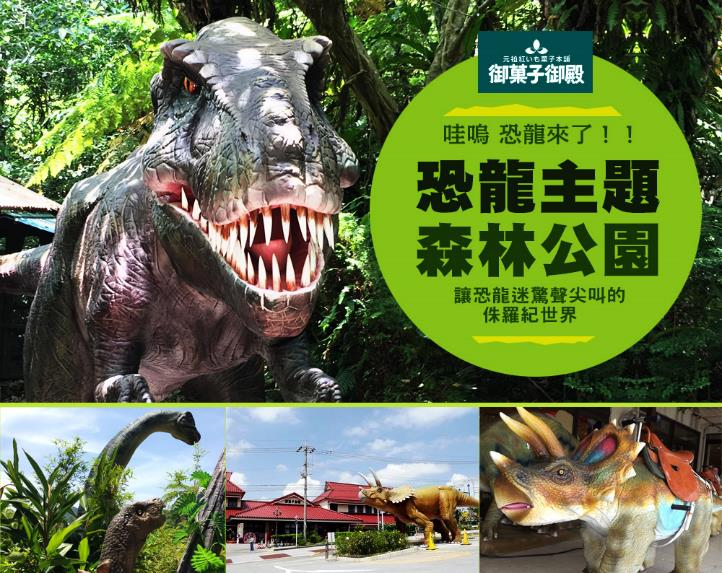 元祖紅いも菓子本舗
御菓子御殿
哇嗚 恐龍來了！！
恐龍主題
森林公園
讓恐龍迷驚聲尖叫的
侏羅紀世界